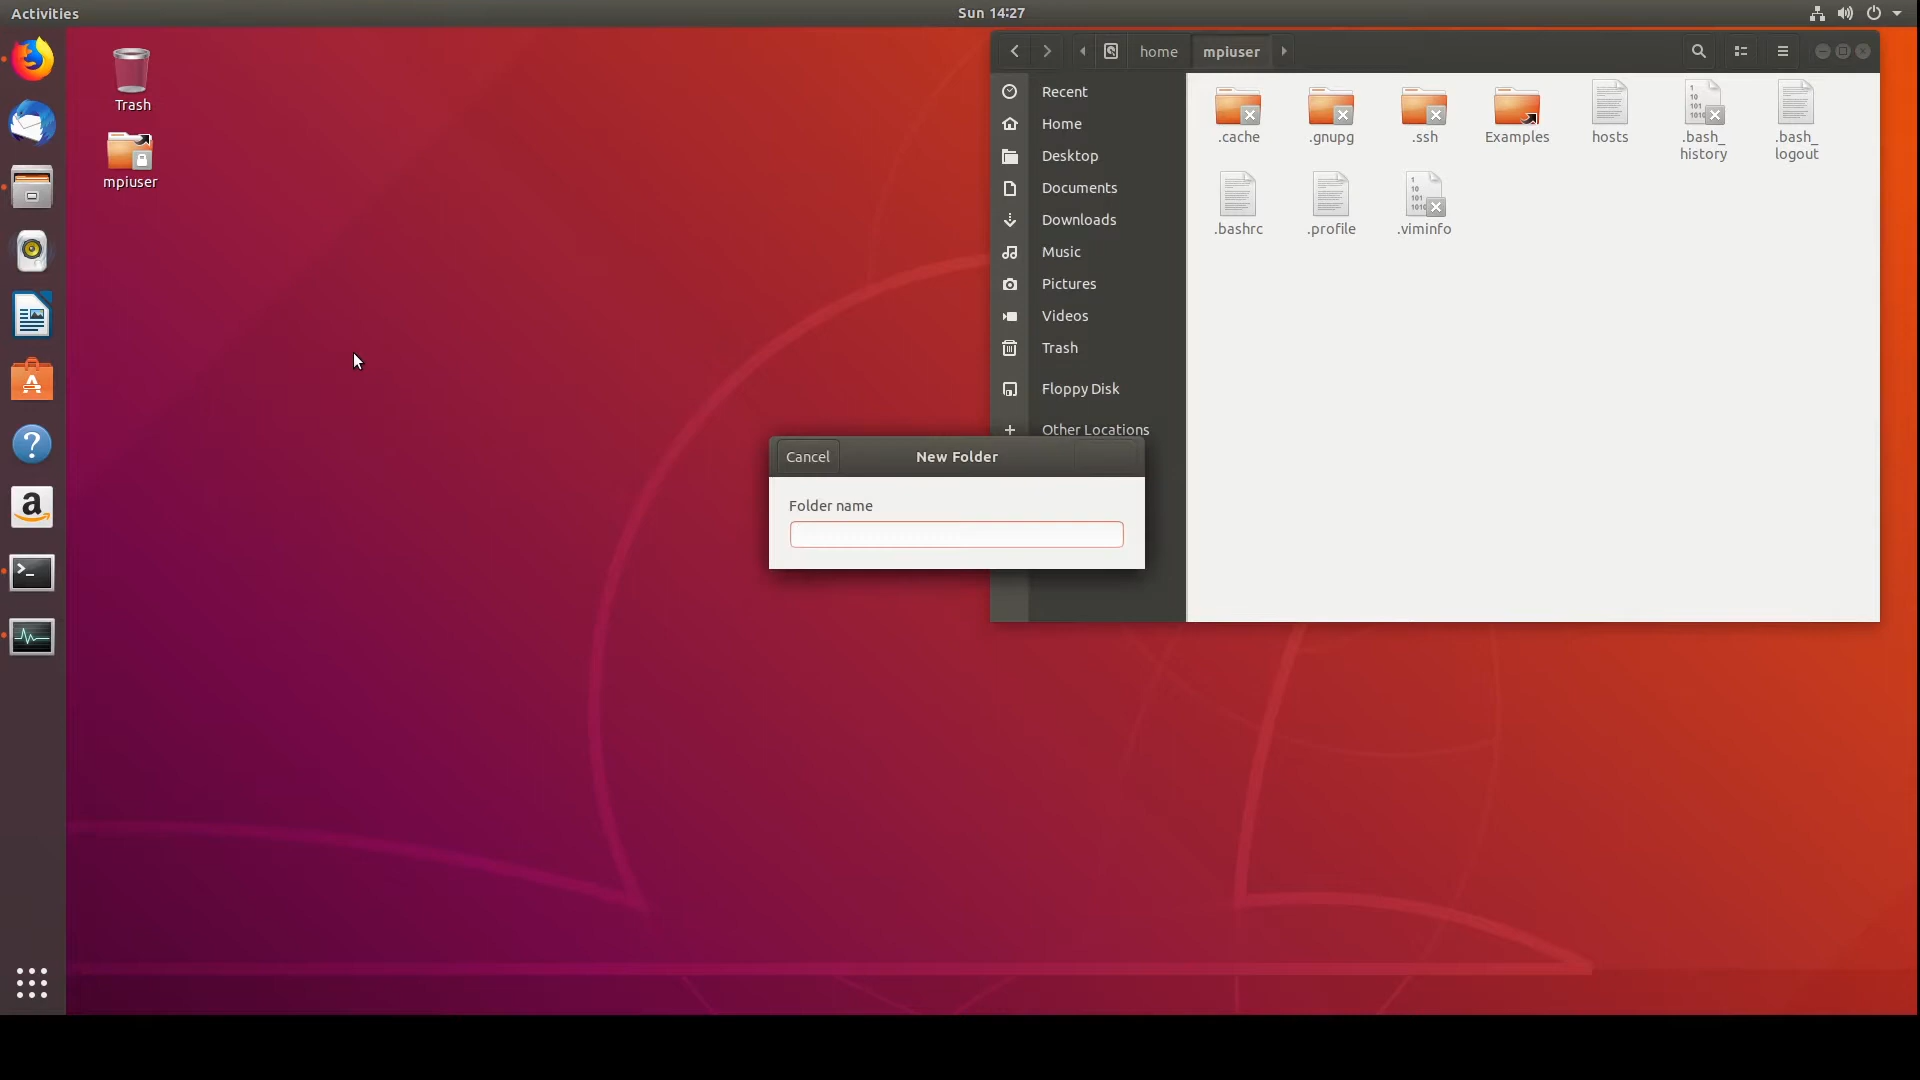 Activities
Sun 14:27
Trash
mpiuser
home
mpiuser
Recent
Home
Desktop
Documents
Downloads
Music
Pictures
Videos
Trash
Floppy Disk
Other Locations
.cache
.gnupg
.ssh
Examples
hosts
.bash_
history
.bash_
logout
.bashrc
.profile
.viminfo
Cancel
New Folder
Folder name